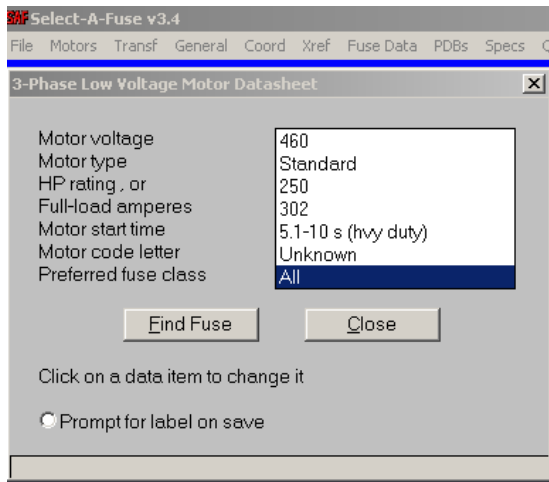 SAF Select-A-Fuse v3.4
File Motors Transf General Coord Xref Fuse Data PDBs Specs
3-Phase Low Voltage Motor Datasheet
Motor voltage 460
Motor type Standard
HP rating , or 250
Full-load amperes 302
Motor start time 5.1-10 s (hvy duty)
Motor code letter Unknown
Preferred fuse class All
Find Fuse Close
Click on a data item to change it
Prompt for label on save